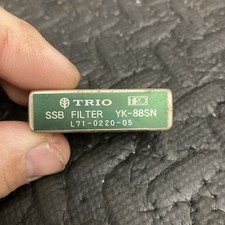 TRIO
SSB FILTER YK-88SN
L71-0220-05